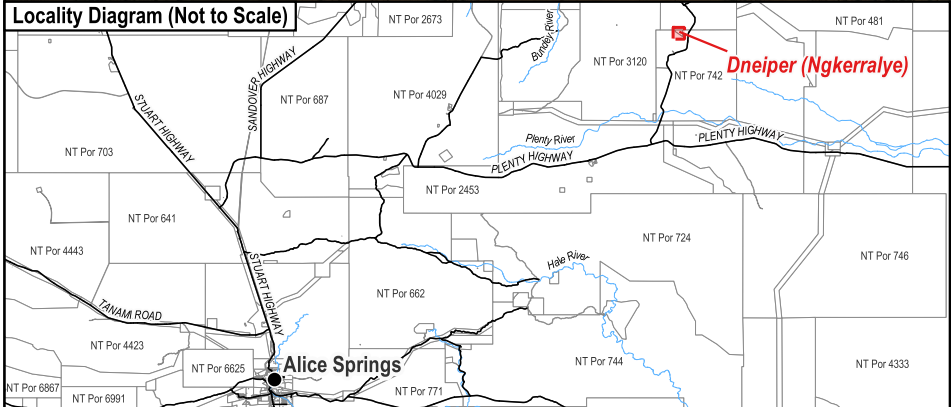 Locality Diagram (Not to Scale)
NT Por 2673
NT Por 481
Bundey River
NT Por 3120
Dneiper (Ngkerralye)
NT Por 742
SANDOVER HIGHWAY
NT Por 687
NT Por 4029
STUART HIGHWAY
Plenty River
PLENTY HIGHWAY
NT Por 703
PLENTY HIGHWAY
NT Por 2453
NT Por 641
NT Por 4443
NT Por 724
NT Por 746
STUART HIGHWAY
Hale River
NT Por 662
TANAMI ROAD
NT Por 4423
NT Por 6625
Alice Springs
NT Por 744
NT Por 4333
NT Por 6867
NT Por 6991
NT Por 771